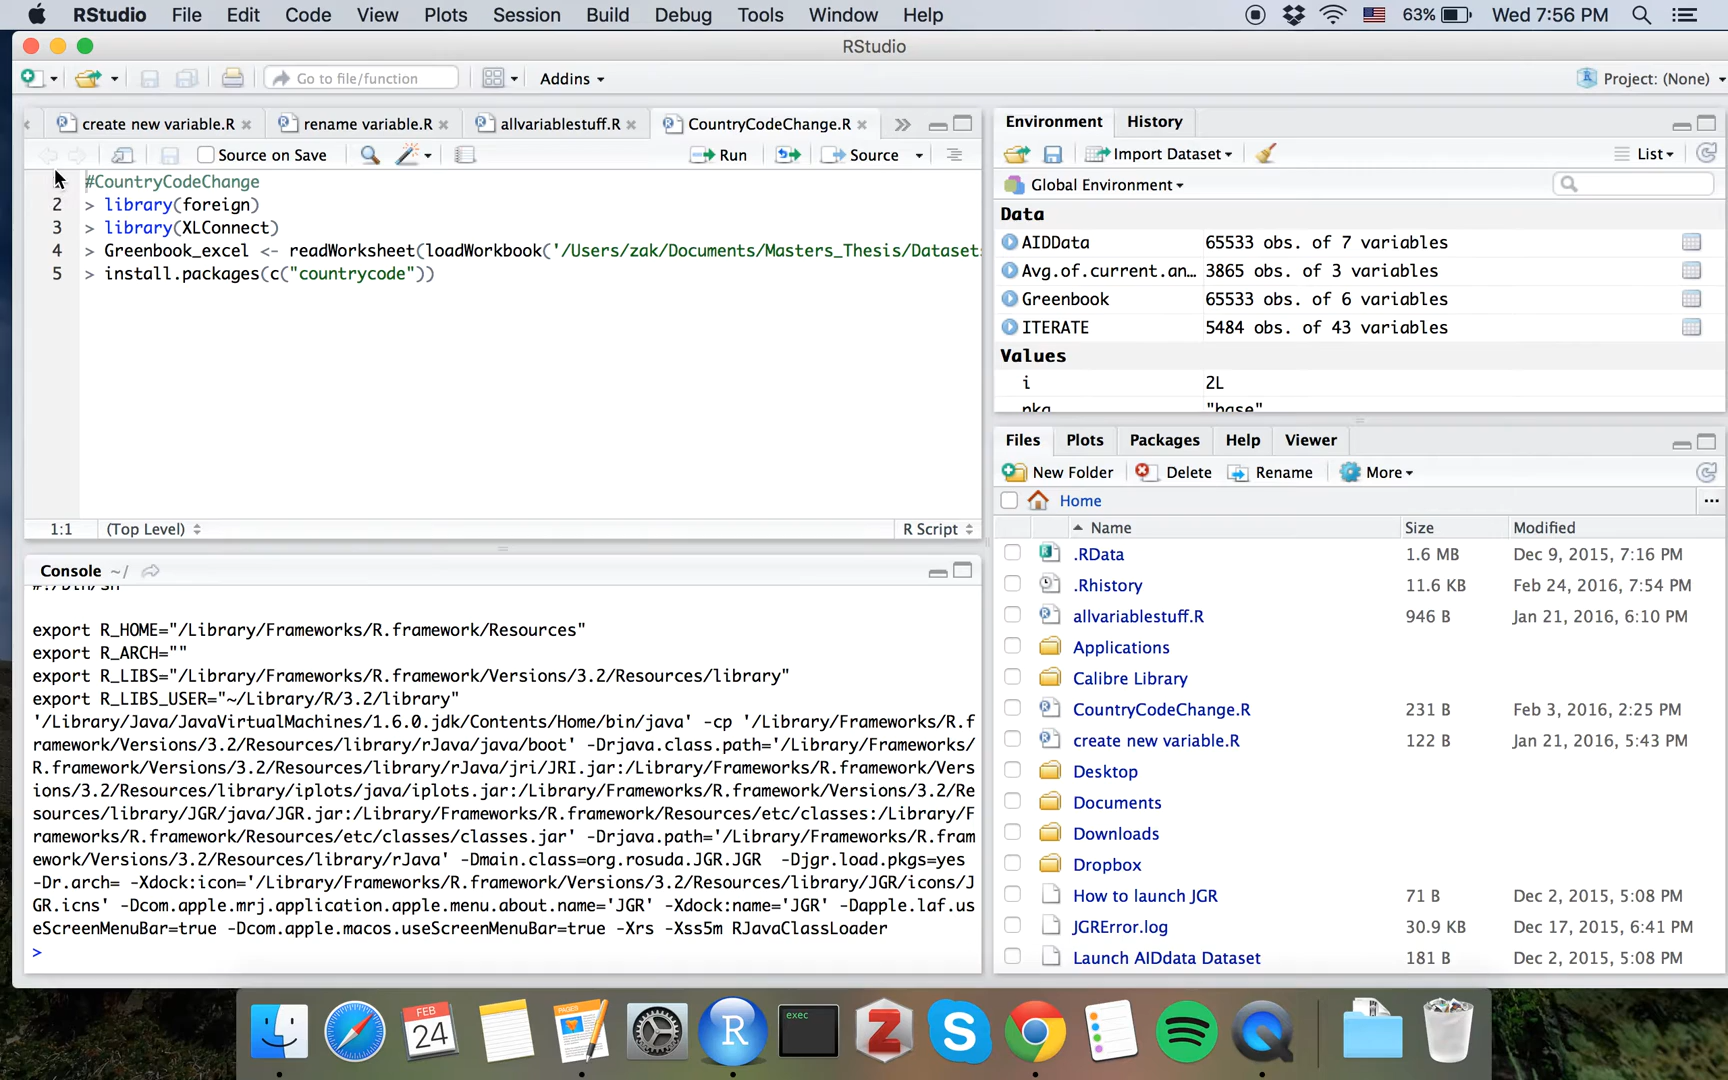 RStudio File Edit Code View Plots Session Build Debug Tools Window Help 63% Wed 7:56 PM
RStudio
Go to file/function Addins Project: (None)
create new variable.R rename variable.R allvariablestuff.R CountryCodeChange.R
Source on Save Run Source
#CountryCodeChange
2 > library(foreign)
3 > library(XLConnect)
4 > Greenbook_excel <- readWorksheet(loadWorkbook('/Users/zak/Documents/Masters_Thesis/Dataset
5 > install.packages(c("countrycode"))
1:1 (Top Level) R Script
Console ~/
export R_HOME="/Library/Frameworks/R.framework/Resources"
export R_ARCH=""
export R_LIBS="/Library/Frameworks/R.framework/Versions/3.2/Resources/library"
export R_LIBS_USER="~/Library/R/3.2/library"
'/Library/Java/JavaVirtualMachines/1.6.0.jdk/Contents/Home/bin/java' -cp '/Library/Frameworks/R.f
ramework/Versions/3.2/Resources/library/rJava/java/boot' -Drjava.class.path='/Library/Frameworks/
R.framework/Versions/3.2/Resources/library/rJava/jri/JRI.jar:/Library/Frameworks/R.framework/Vers
ions/3.2/Resources/library/iplots/java/iplots.jar:/Library/Frameworks/R.framework/Versions/3.2/Re
sources/library/JGR/java/JGR.jar:/Library/Frameworks/R.framework/Resources/etc/classes:/Library/F
rameworks/R.framework/Resources/etc/classes/classes.jar' -Drjava.path='/Library/Frameworks/R.fram
ework/Versions/3.2/Resources/library/rJava' -Dmain.class=org.rosuda.JGR.JGR -Djgr.load.pkgs=yes
-Dr.arch= -Xdock:icon='/Library/Frameworks/R.framework/Versions/3.2/Resources/library/JGR/icons/J
GR.icns' -Dcom.apple.mrj.application.apple.menu.about.name='JGR' -Xdock:name='JGR' -Dapple.laf.us
eScreenMenuBar=true -Dcom.apple.macos.useScreenMenuBar=true -Xrs -Xss5m RJavaClassLoader
>
Environment History
Import Dataset List
Global Environment
Data
AIDData 65533 obs. of 7 variables
Avg.of.current.an... 3865 obs. of 3 variables
Greenbook 65533 obs. of 6 variables
ITERATE 5484 obs. of 43 variables
Values
i 2L
pkg "base"
Files Plots Packages Help Viewer
New Folder Delete Rename More
Home ...
Name Size Modified
.RData 1.6 MB Dec 9, 2015, 7:16 PM
.Rhistory 11.6 KB Feb 24, 2016, 7:54 PM
allvariablestuff.R 946 B Jan 21, 2016, 6:10 PM
Applications
Calibre Library
CountryCodeChange.R 231 B Feb 3, 2016, 2:25 PM
create new variable.R 122 B Jan 21, 2016, 5:43 PM
Desktop
Documents
Downloads
Dropbox
How to launch JGR 71 B Dec 2, 2015, 5:08 PM
JGRError.log 30.9 KB Dec 17, 2015, 6:41 PM
Launch AIDdata Dataset 181 B Dec 2, 2015, 5:08 PM
FEB
24
PAGES
R
exec
Z
S